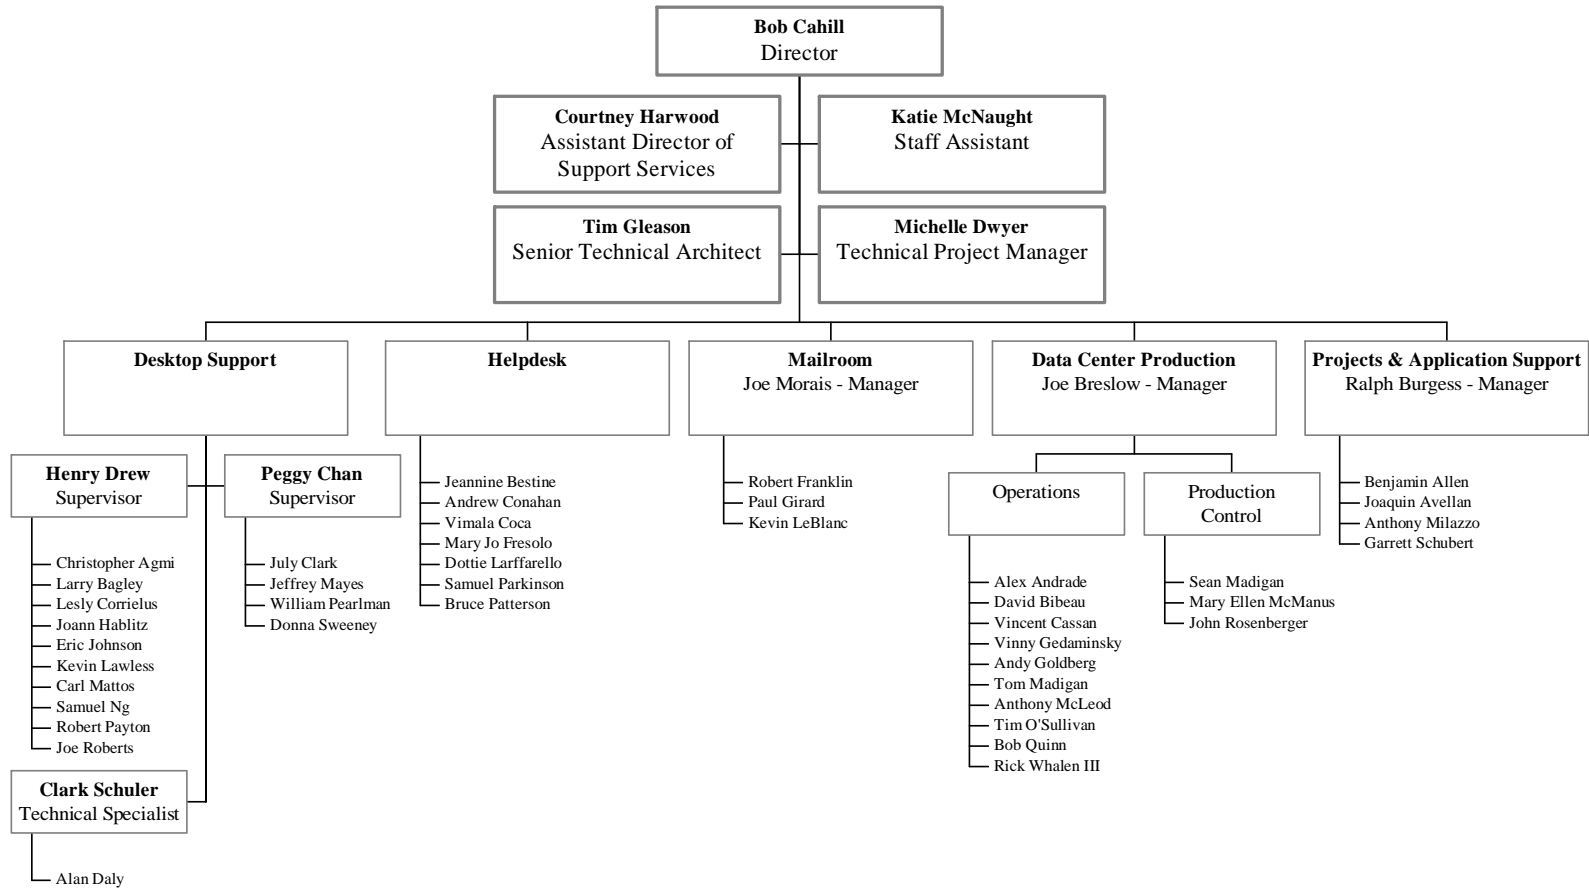 Bob Cahill
Director
Courtney Harwood
Assistant Director of
Support Services
Katie McNaught
Staff Assistant
Tim Gleason
Senior Technical Architect
Michelle Dwyer
Technical Project Manager
Desktop Support
Helpdesk
Mailroom
Joe Morais - Manager
Data Center Production
Joe Breslow - Manager
Projects & Application Support
Ralph Burgess - Manager
Henry Drew
Supervisor
Christopher Agmi
Larry Bagley
Lesly Corrielus
Joann Hablitz
Eric Johnson
Kevin Lawless
Carl Mattos
Samuel Ng
Robert Payton
Joe Roberts
Peggy Chan
Supervisor
July Clark
Jeffrey Mayes
William Pearlman
Donna Sweeney
Clark Schuler
Technical Specialist
Alan Daly
Jeannine Bestine
Andrew Conahan
Vimala Coca
Mary Jo Fresolo
Dottie Larffarello
Samuel Parkinson
Bruce Patterson
Robert Franklin
Paul Girard
Kevin LeBlanc
Operations
Alex Andrade
David Bibeau
Vincent Cassan
Vinny Gedaminsky
Andy Goldberg
Tom Madigan
Anthony McLeod
Tim O'Sullivan
Bob Quinn
Rick Whalen III
Production
Control
Sean Madigan
Mary Ellen McManus
John Rosenberger
Benjamin Allen
Joaquin Avellan
Anthony Milazzo
Garrett Schubert